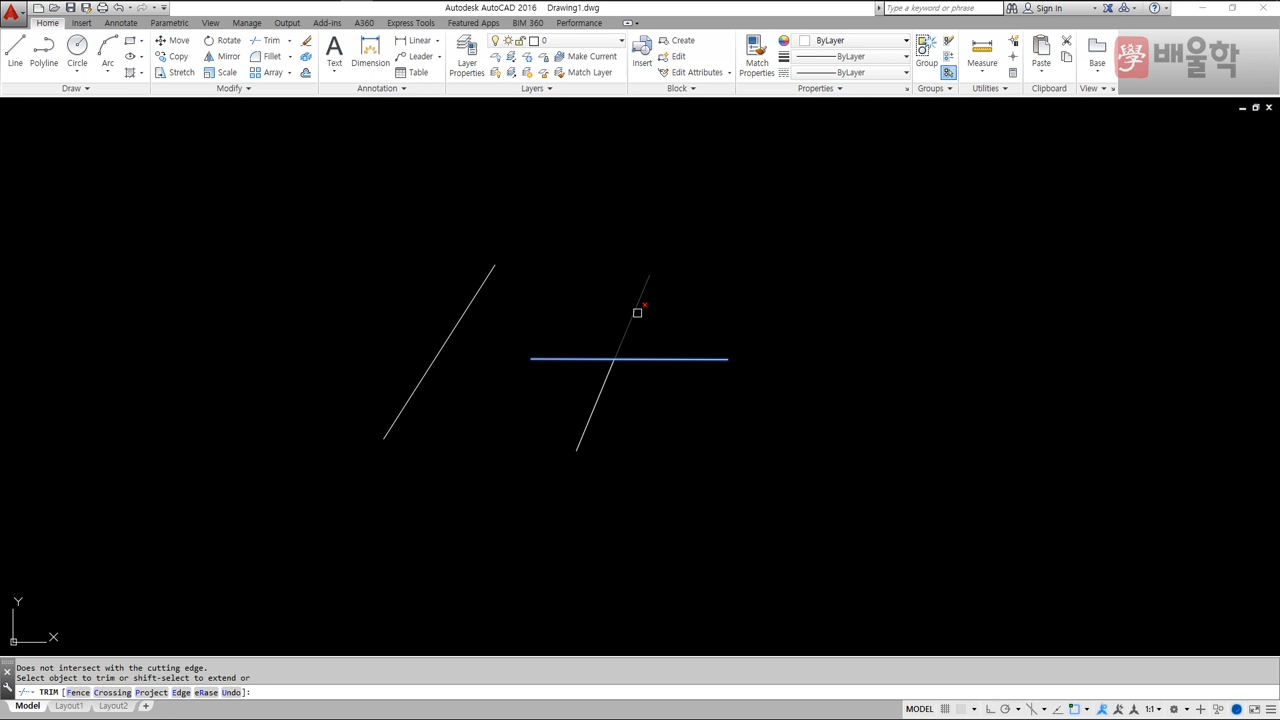 Autodesk AutoCAD 2016 Drawing1.dwg
Type a keyword or phrase
Sign In
Home Insert Annotate Parametric View Manage Output Add-ins A360 Express Tools Featured Apps BIM 360 Performance
Line
Polyline
Circle
Arc
Move
Rotate
Trim
Copy
Mirror
Fillet
Stretch
Scale
Array
Text
Dimension
Linear
Leader
Table
Layer
Properties
0
Make Current
Match Layer
Insert
Create
Edit
Edit Attributes
Match
Properties
ByLayer
ByLayer
ByLayer
Group
Measure
Paste
Base
學 배울학
Draw
Modify
Annotation
Layers
Block
Properties
Groups
Utilities
Clipboard
View
Y
X
Does not intersect with the cutting edge.
Select object to trim or shift-select to extend or
TRIM [Fence Crossing Project Edge eRase Undo]:
Model Layout1 Layout2 +
MODEL
1:1